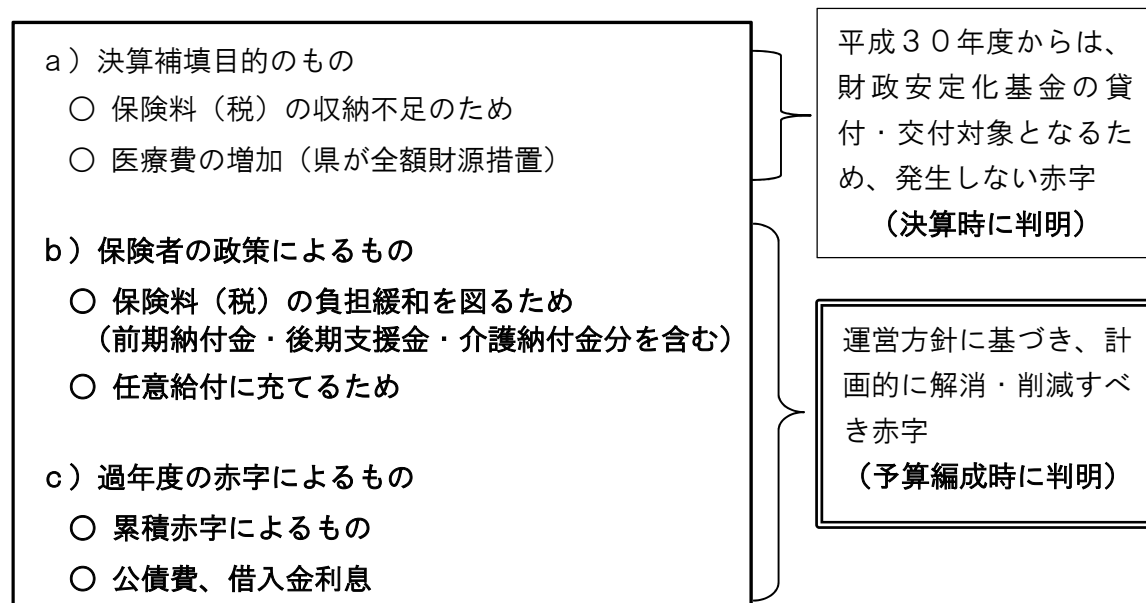 a）決算補填目的のもの
○ 保険料（税）の収納不足のため
○ 医療費の増加（県が全額財源措置）
b）保険者の政策によるもの
○ 保険料（税）の負担緩和を図るため
（前期納付金・後期支援金・介護納付金分を含む）
○ 任意給付に充てるため
c）過年度の赤字によるもの
○ 累積赤字によるもの
○ 公債費、借入金利息
平成３０年度からは、
財政安定化基金の貸
付・交付対象となるた
め、発生しない赤字
（決算時に判明）
運営方針に基づき、計
画的に解消・削減すべ
き赤字
（予算編成時に判明）